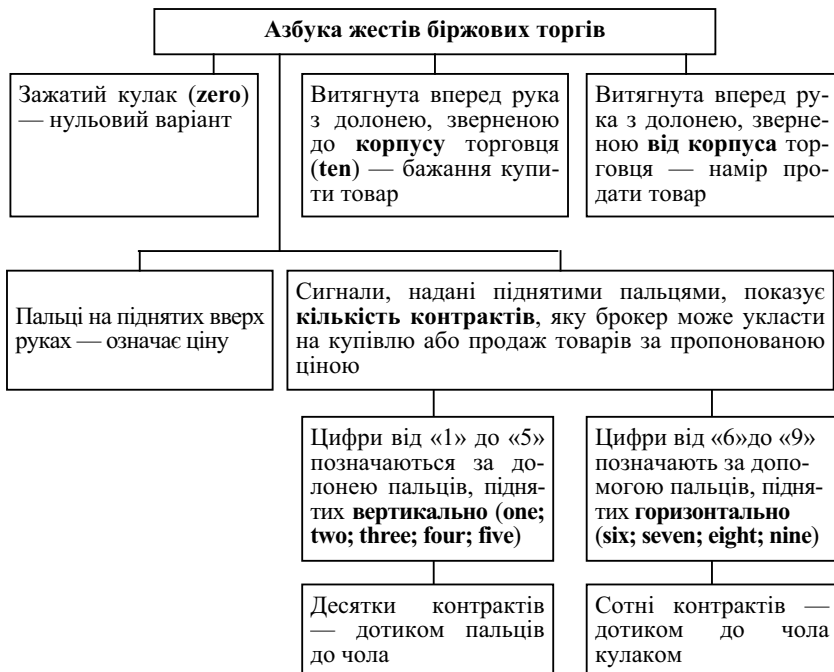 Азбука жестів біржових торгів
Зажатий кулак (zero)
— нульовий варіант
Витягнута вперед рука
з долонею, зверненою
до корпусу торговця
(ten) — бажання купи-
ти товар
Витягнута вперед ру-
ка з долонею, зверне-
ною від корпуса тор-
говця — намір про-
дати товар
Пальці на піднятих вверх
руках — означає ціну
Сигнали, надані піднятими пальцями, показує
кількість контрактів, яку брокер може укласти
на купівлю або продаж товарів за пропонованою
ціною
Цифри від «1» до «5»
позначаються за до-
лонею пальців, підня-
тих вертикально (one;
two; three; four; five)
Цифри від «6»до «9»
позначають за допо-
могою пальців, підня-
тих горизонтально
(six; seven; eight; nine)
Десятки контрактів
— дотиком пальців
до чола
Сотні контрактів —
дотиком до чола
кулаком